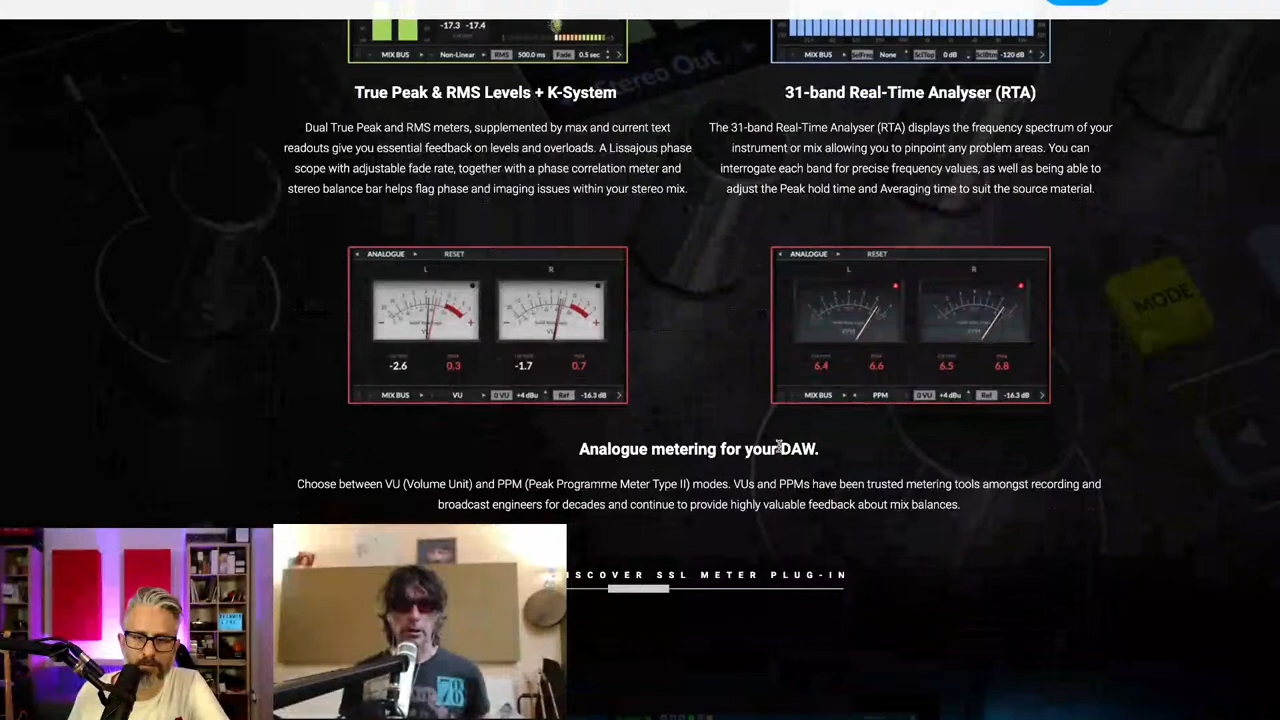 -17.3 -17.4
MIX BUS Non-Linear RMS 500.0 ms Fade 0.5 sec
MIX BUS SelFreq None SclTop 0 dB SclBtm -120 dB
Stereo Out
True Peak & RMS Levels + K-System
Dual True Peak and RMS meters, supplemented by max and current text
readouts give you essential feedback on levels and overloads. A Lissajous phase
scope with adjustable fade rate, together with a phase correlation meter and
stereo balance bar helps flag phase and imaging issues within your stereo mix.
31-band Real-Time Analyser (RTA)
The 31-band Real-Time Analyser (RTA) displays the frequency spectrum of your
instrument or mix allowing you to pinpoint any problem areas. You can
interrogate each band for precise frequency values, as well as being able to
adjust the Peak hold time and Averaging time to suit the source material.
ANALOGUE RESET
L R
-2.6 0.3 -1.7 0.7
MIX BUS VU 0 VU +4 dBu Ref -16.3 dB
ANALOGUE RESET
L R
6.4 6.6 6.5 6.8
MIX BUS PPM 0 VU +4 dBu Ref -16.3 dB
MODE
Analogue metering for your DAW.
Choose between VU (Volume Unit) and PPM (Peak Programme Meter Type II) modes. VUs and PPMs have been trusted metering tools amongst recording and
broadcast engineers for decades and continue to provide highly valuable feedback about mix balances.
ISCOVER SSL METER PLUG-IN
78